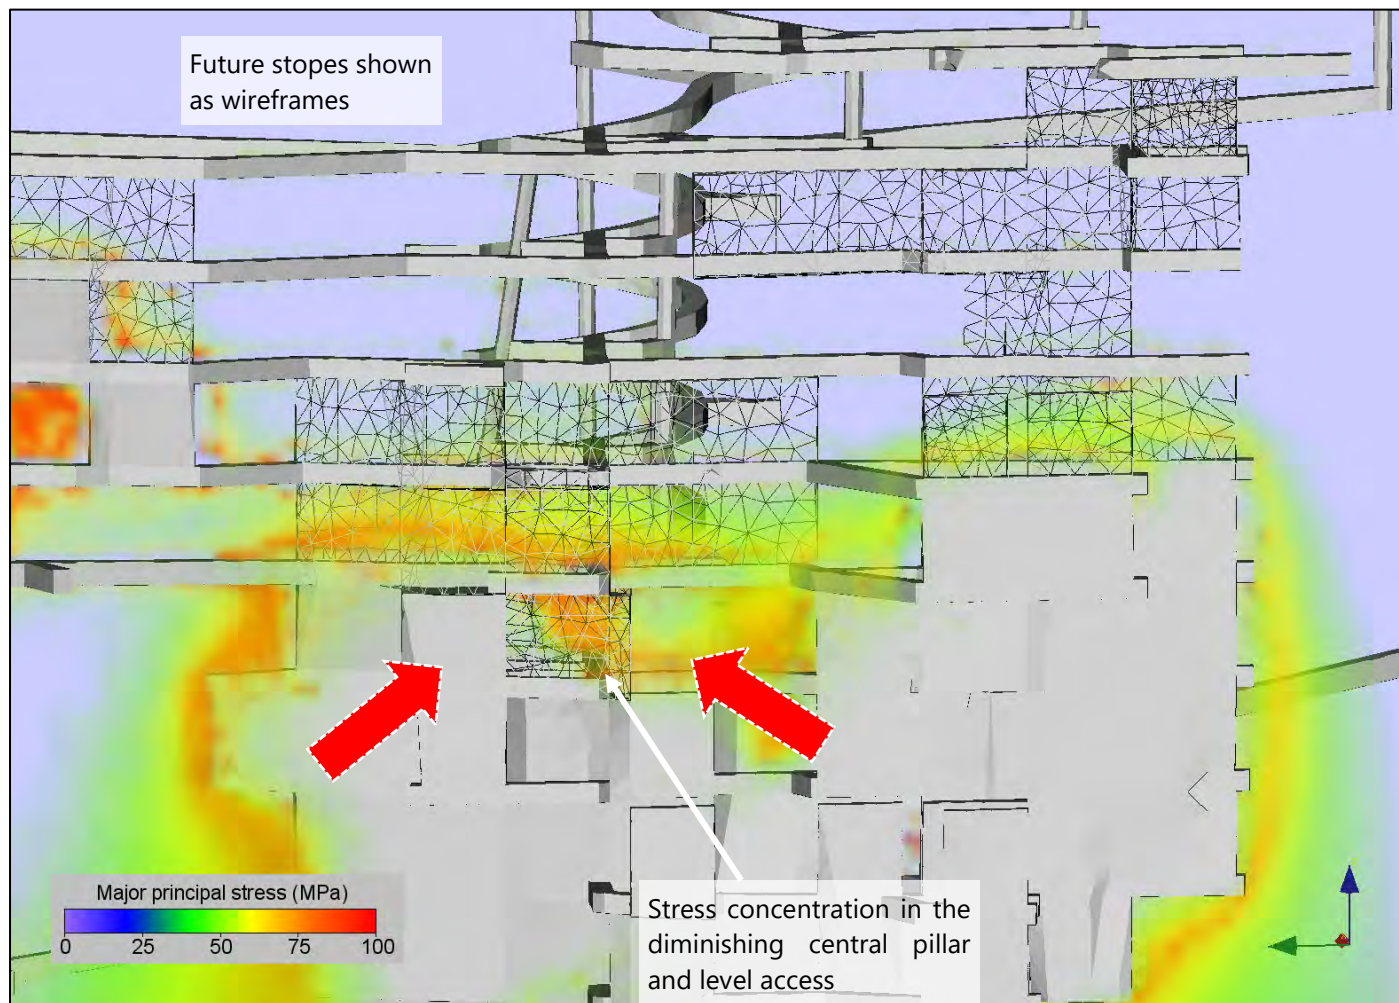 Future stopes shown
as wireframes
Major principal stress (MPa)
0 25 50 75 100
Stress concentration in the
diminishing central pillar
and level access